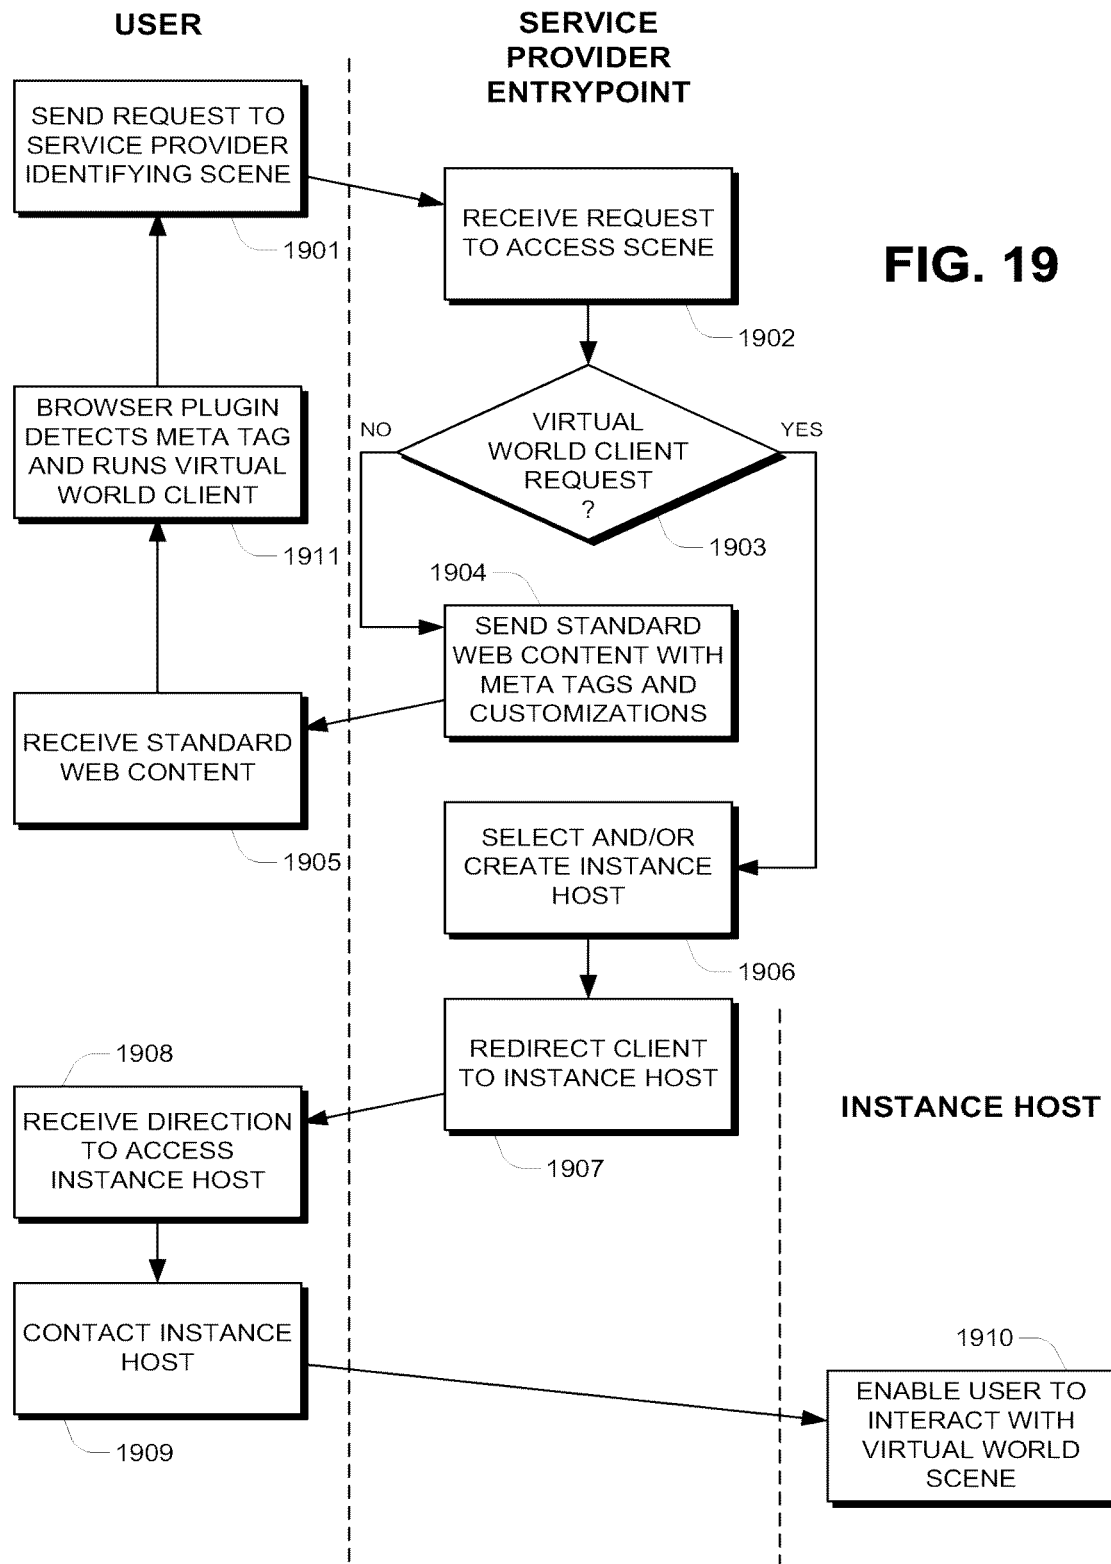 USER
SERVICE
PROVIDER
ENTRYPOINT
SEND REQUEST TO
SERVICE PROVIDER
IDENTIFYING SCENE
1901
RECEIVE REQUEST
TO ACCESS SCENE
1902
FIG. 19
BROWSER PLUGIN
DETECTS META TAG
AND RUNS VIRTUAL
WORLD CLIENT
1911
NO
VIRTUAL
WORLD CLIENT
REQUEST
?
YES
1903
1904
SEND STANDARD
WEB CONTENT WITH
META TAGS AND
CUSTOMIZATIONS
RECEIVE STANDARD
WEB CONTENT
1905
SELECT AND/OR
CREATE INSTANCE
HOST
1906
REDIRECT CLIENT
TO INSTANCE HOST
1907
1908
RECEIVE DIRECTION
TO ACCESS
INSTANCE HOST
INSTANCE HOST
CONTACT INSTANCE
HOST
1909
1910
ENABLE USER TO
INTERACT WITH
VIRTUAL WORLD
SCENE